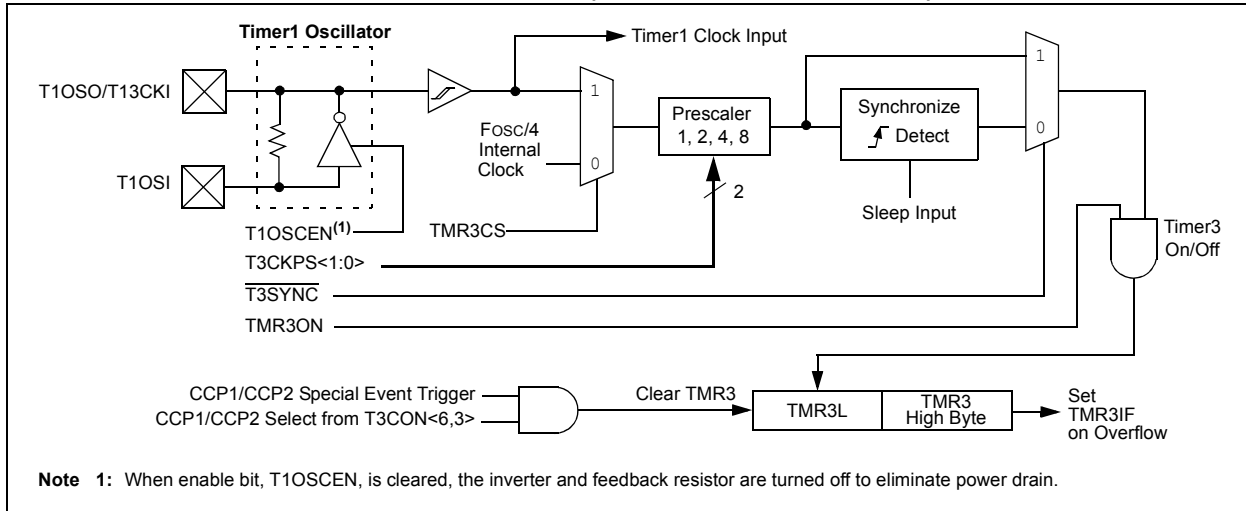 Timer1 Oscillator
Timer1 Clock Input
T1OSO/T13CKI
1
1
FOSC/4
Internal
Clock
0
Prescaler
1, 2, 4, 8
Synchronize
Detect
0
T1OSI
2
Sleep Input
T1OSCEN(1)
TMR3CS
Timer3
On/Off
T3CKPS<1:0>
T3SYNC
TMR3ON
CCP1/CCP2 Special Event Trigger
CCP1/CCP2 Select from T3CON<6,3>
Clear TMR3
TMR3L
TMR3
High Byte
Set
TMR3IF
on Overflow
Note 1: When enable bit, T1OSCEN, is cleared, the inverter and feedback resistor are turned off to eliminate power drain.